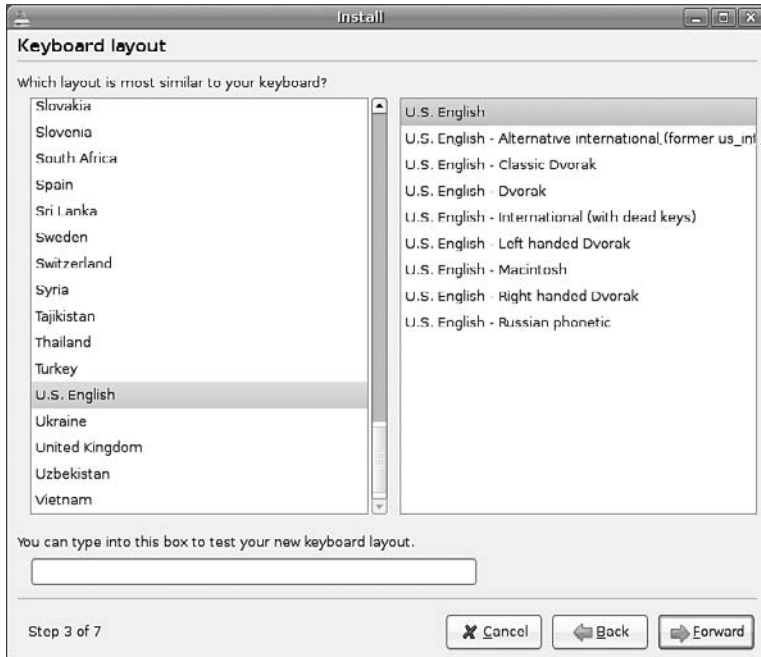 Install
Keyboard layout
Which layout is most similar to your keyboard?
Slovakia
Slovenia
South Africa
Spain
Sri Lanka
Sweden
Switzerland
Syria
Tajikistan
Thailand
Turkey
U.S. English
Ukraine
United Kingdom
Uzbekistan
Vietnam
U.S. English
U.S. English - Alternative international (former us_int
U.S. English - Classic Dvorak
U.S. English - Dvorak
U.S. English - International (with dead keys)
U.S. English - Left handed Dvorak
U.S. English - Macintosh
U.S. English - Right handed Dvorak
U.S. English - Russian phonetic
You can type into this box to test your new keyboard layout.
Step 3 of 7
Cancel
Back
Forward